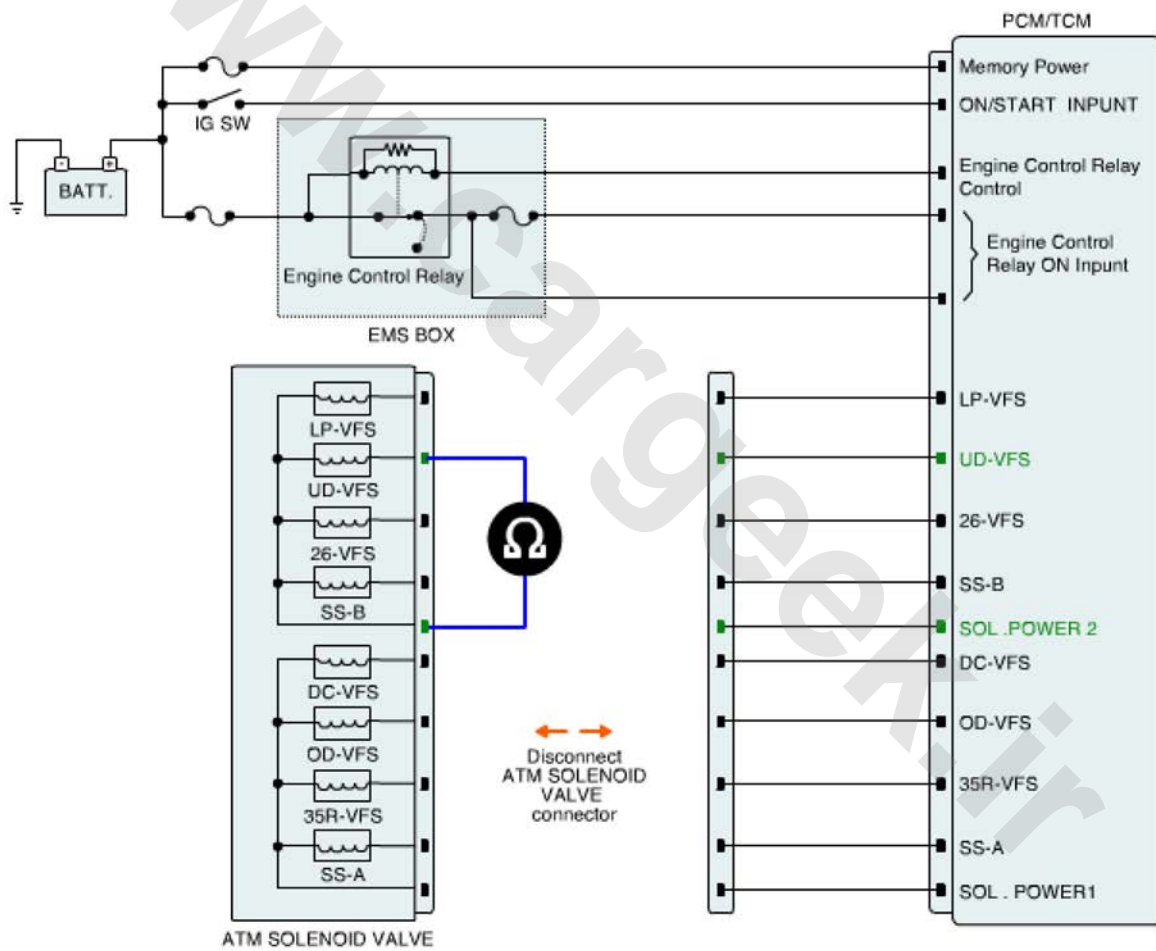 PCM/TCM
Memory Power
ON/START INPUNT
IG SW
BATT.
-
+
Engine Control Relay
Control
Engine Control
Relay ON Inpunt
Engine Control Relay
EMS BOX
LP-VFS
UD-VFS
26-VFS
SS-B
DC-VFS
OD-VFS
35R-VFS
SS-A
ATM SOLENOID VALVE
Ω
Disconnect
ATM SOLENOID
VALVE
connector
LP-VFS
UD-VFS
26-VFS
SS-B
SOL .POWER 2
DC-VFS
OD-VFS
35R-VFS
SS-A
SOL . POWER1
www.cargeek.ir